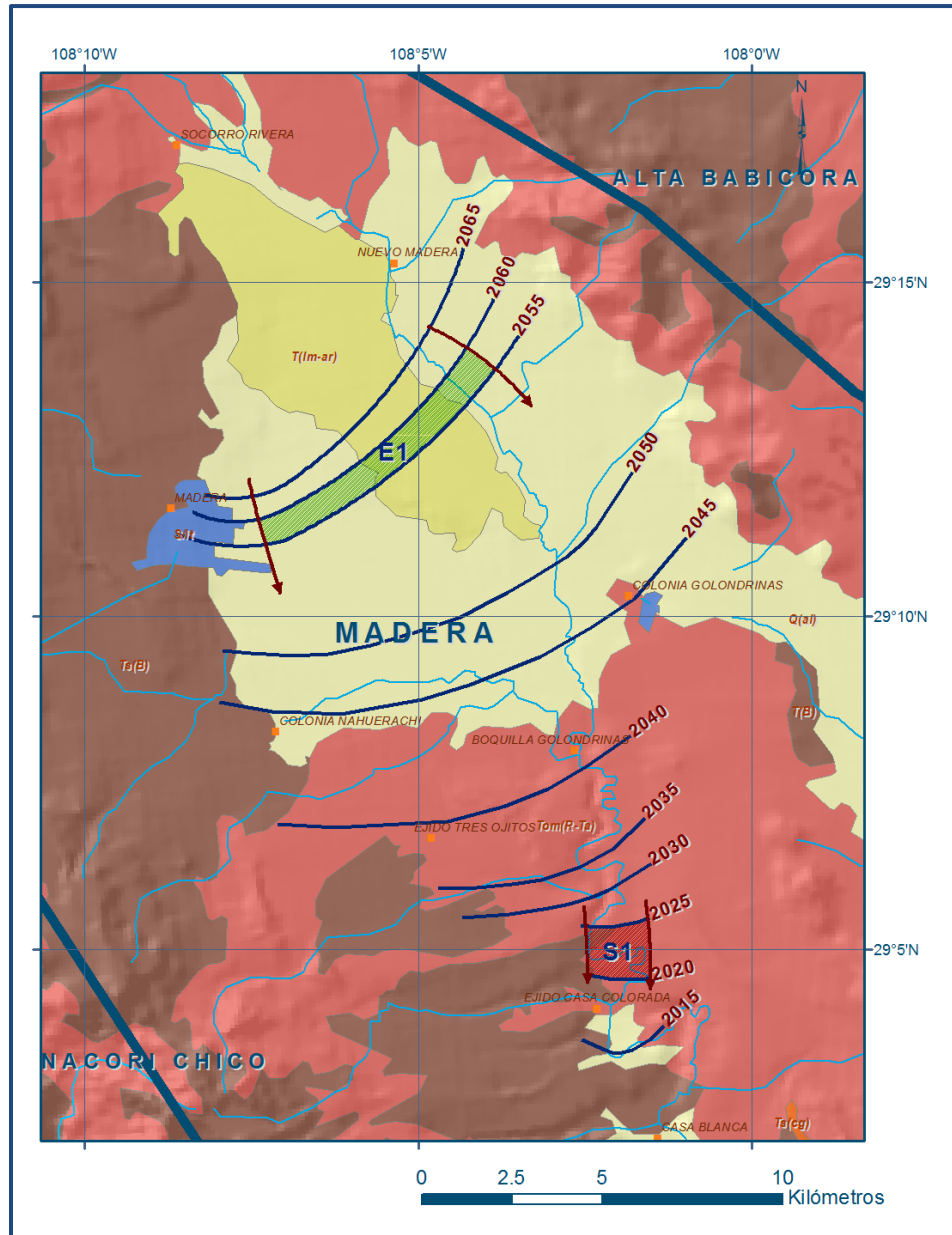 108°10'W 108°5'W 108°0'W
N
SOCORRO RIVERA
ALTA BABICORA
2065
NUEVO MADERA
2060
29°15'N
2055
T(lm-ar)
E1
2050
MADERA
2045
S/N
COLONIA GOLONDRINAS
29°10'N
Q(al)
MADERA
Ts(B)
T(B)
2040
COLONIA NAHUERACHI
BOQUILLA GOLONDRINAS
2035
EJIDO TRES OJITOS
Tom(R-Ta)
2030
2025
S1
29°5'N
2020
EJIDO CASA COLORADA
2015
NACORI CHICO
CASA BLANCA
Ts(cg)
0 2.5 5 10
Kilómetros